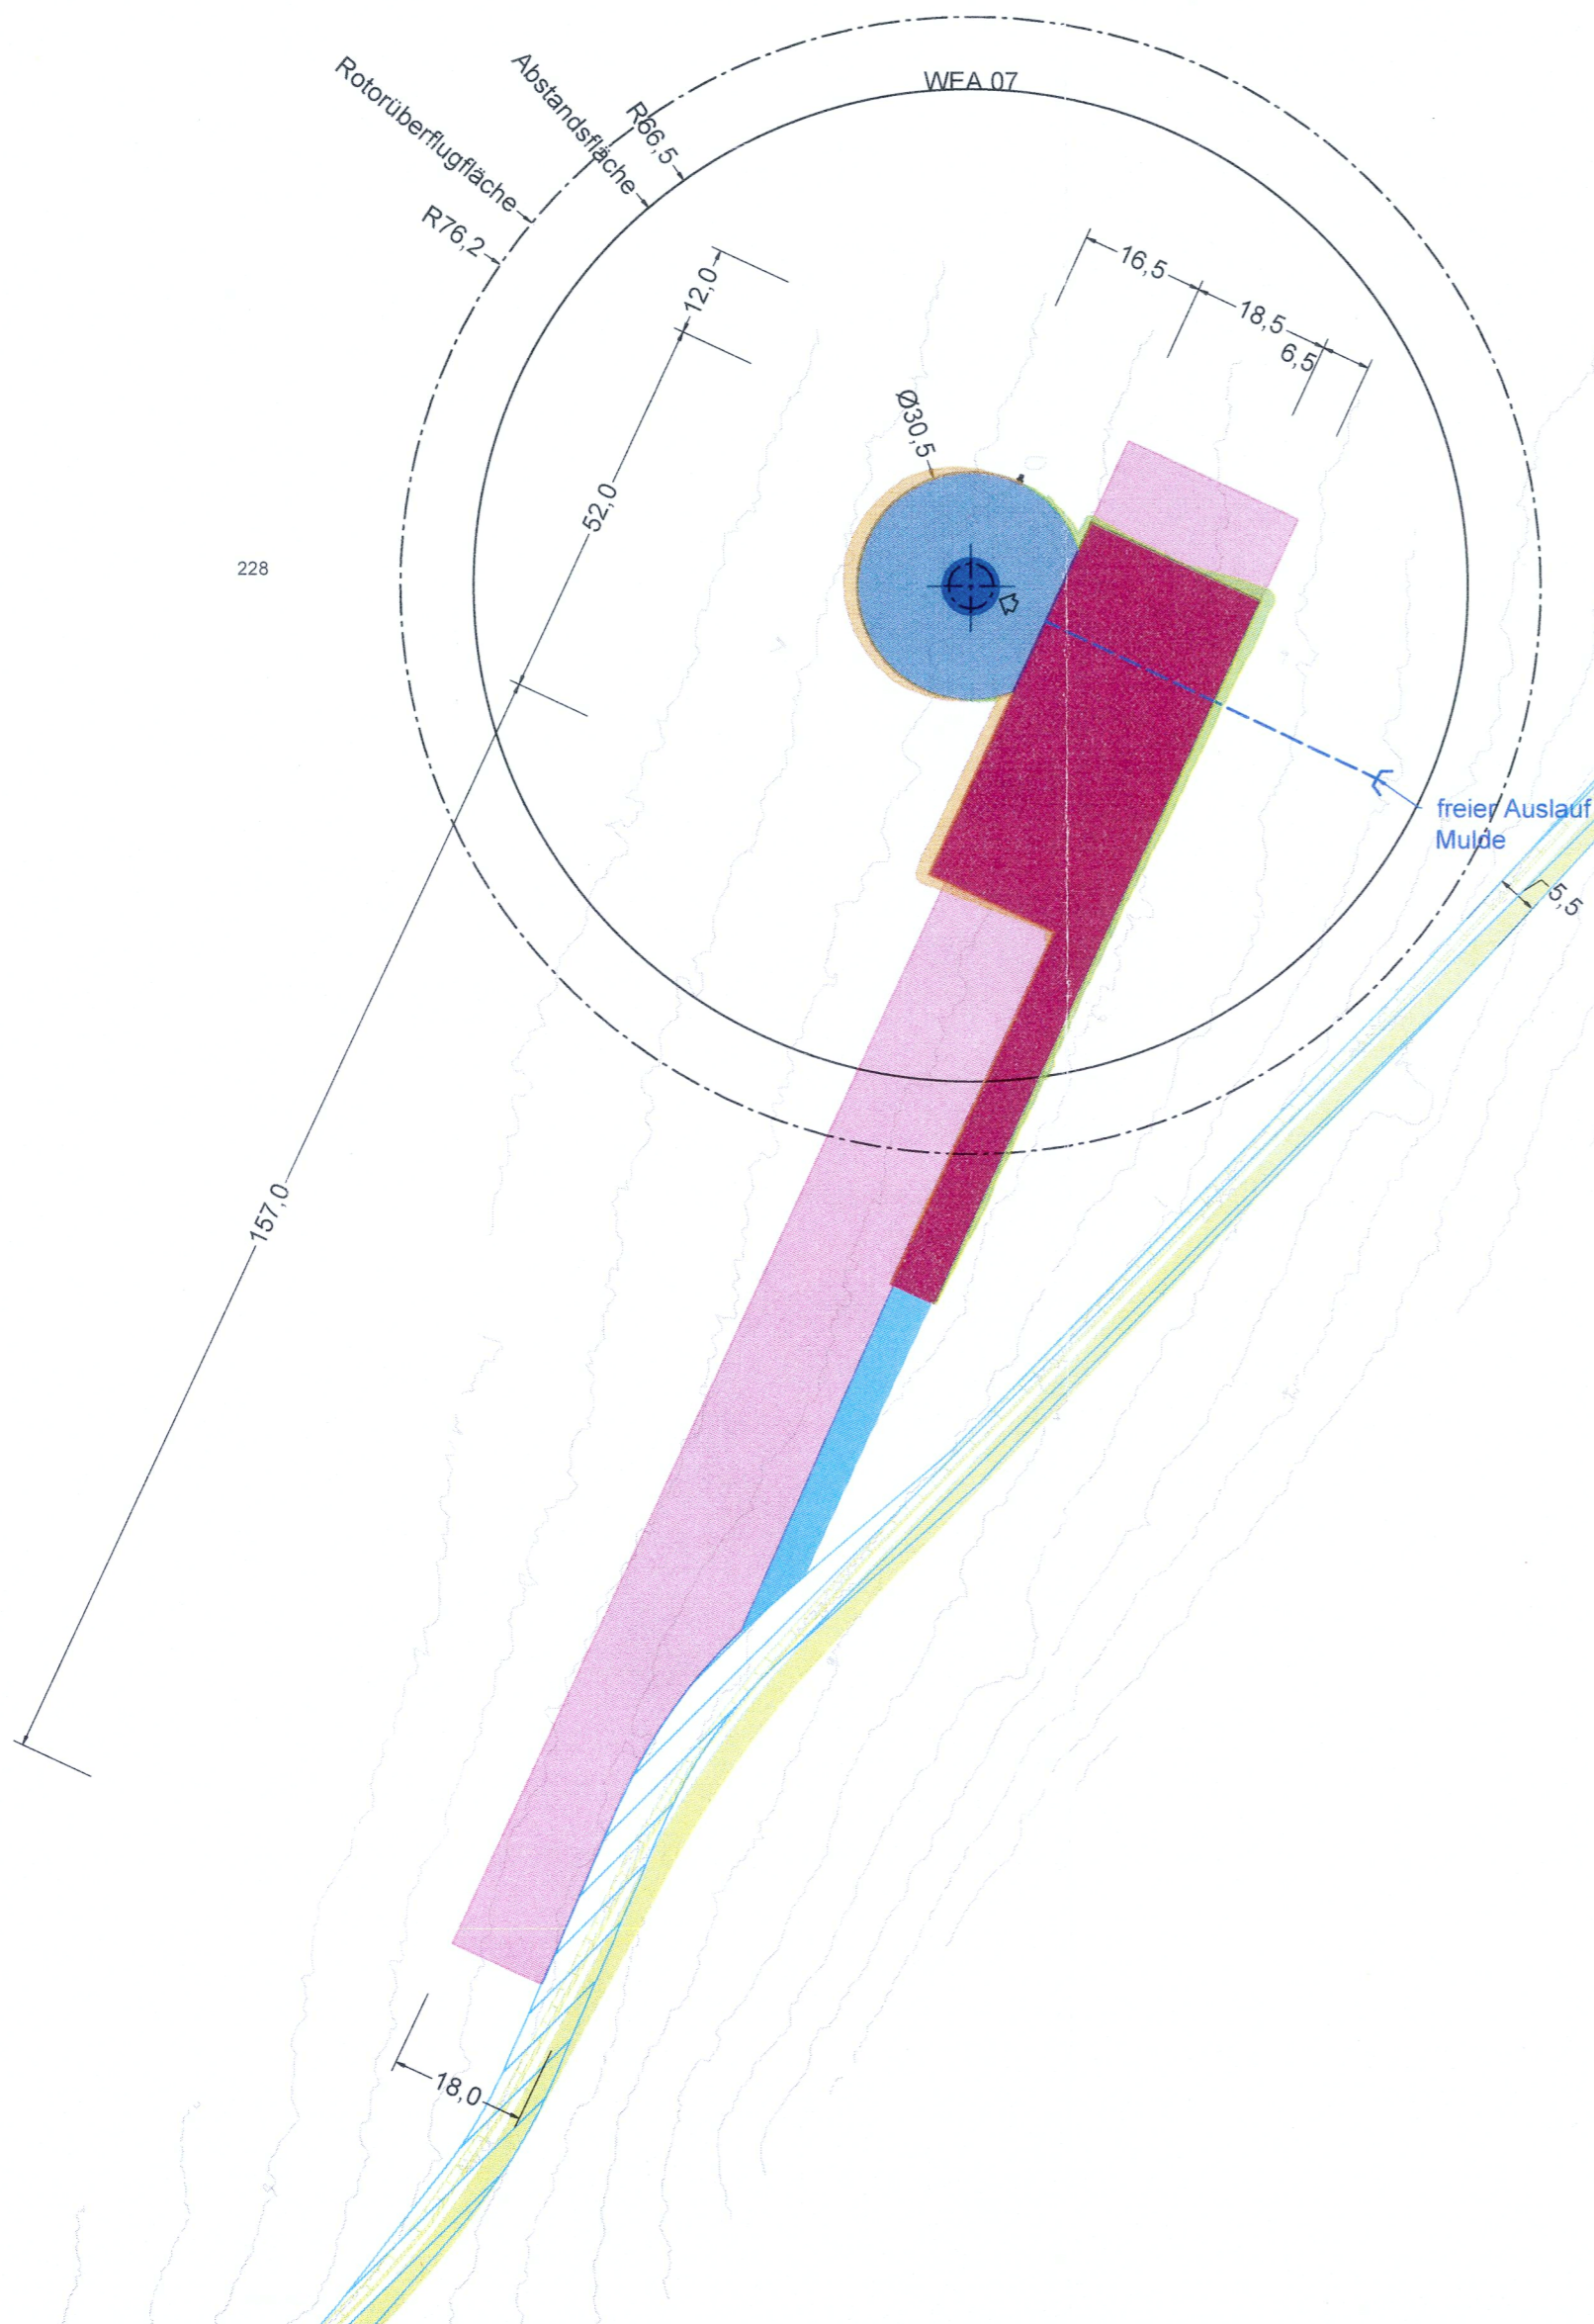 WEA 07
Rotorüberflugfläche
R76,2
Abstandsfläche
R66,5
12,0
52,0
157,0
16,5
18,5
6,5
Ø30,5
228
freier Auslauf
Mulde
5,5
18,0